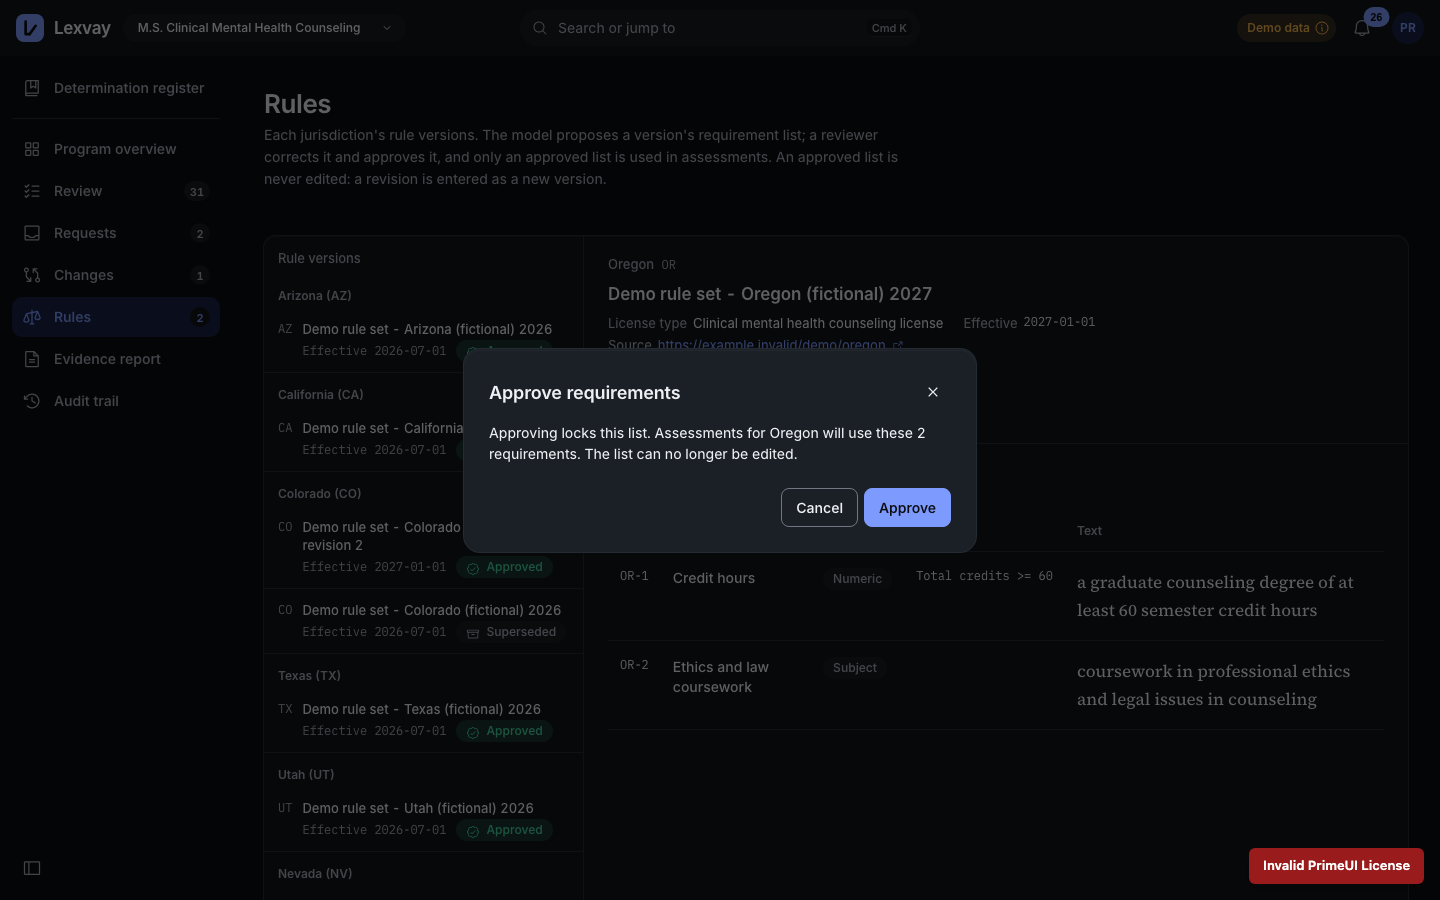 Lexvay
M.S. Clinical Mental Health Counseling
Search or jump to
Cmd K
Demo data
26
PR
Determination register
Program overview
Review 31
Requests 2
Changes 1
Rules 2
Evidence report
Audit trail
Rules
Each jurisdiction's rule versions. The model proposes a version's requirement list; a reviewer
corrects it and approves it, and only an approved list is used in assessments. An approved list is
never edited: a revision is entered as a new version.
Rule versions
Arizona (AZ)
AZ Demo rule set - Arizona (fictional) 2026
Effective 2026-07-01
California (CA)
CA Demo rule set - California
Effective 2026-07-01
Colorado (CO)
CO Demo rule set - Colorado
revision 2
Effective 2027-01-01 Approved
CO Demo rule set - Colorado (fictional) 2026
Effective 2026-07-01 Superseded
Texas (TX)
TX Demo rule set - Texas (fictional) 2026
Effective 2026-07-01 Approved
Utah (UT)
UT Demo rule set - Utah (fictional) 2026
Effective 2026-07-01 Approved
Nevada (NV)
Oregon OR
Demo rule set - Oregon (fictional) 2027
License type Clinical mental health counseling license Effective 2027-01-01
Source https://example.invalid/demo/oregon
Text
OR-1 Credit hours Numeric Total credits >= 60 a graduate counseling degree of at
least 60 semester credit hours
OR-2 Ethics and law Subject coursework in professional ethics
coursework and legal issues in counseling
Approve requirements
Approving locks this list. Assessments for Oregon will use these 2
requirements. The list can no longer be edited.
Cancel
Approve
Invalid PrimeUI License